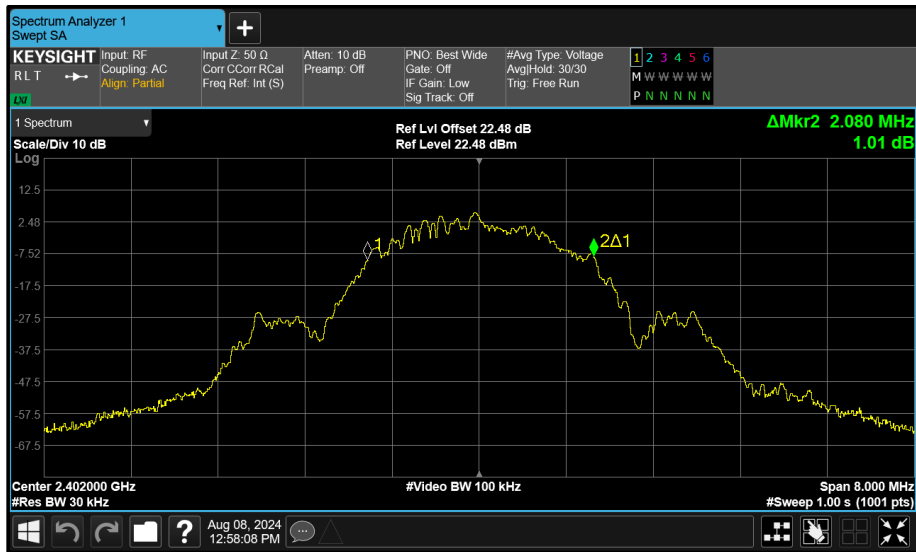 Spectrum Analyzer 1
Swept SA
+
KEYSIGHT
R L T
LXI
Input: RF
Coupling: AC
Align: Partial
Input Z: 50 Ω
Corr CCorr RCal
Freq Ref: Int (S)
Atten: 10 dB
Preamp: Off
PNO: Best Wide
Gate: Off
IF Gain: Low
Sig Track: Off
#Avg Type: Voltage
Avg|Hold: 30/30
Trig: Free Run
1 2 3 4 5 6
M W W W W W
P N N N N N
1 Spectrum
Scale/Div 10 dB
Ref Lvl Offset 22.48 dB
Ref Level 22.48 dBm
ΔMkr2 2.080 MHz
1.01 dB
Log
12.5
2.48
-7.52
-17.5
-27.5
-37.5
-47.5
-57.5
-67.5
1
2Δ1
Center 2.402000 GHz
#Video BW 100 kHz
Span 8.000 MHz
#Res BW 30 kHz
#Sweep 1.00 s (1001 pts)
?
Aug 08, 2024
12:58:08 PM